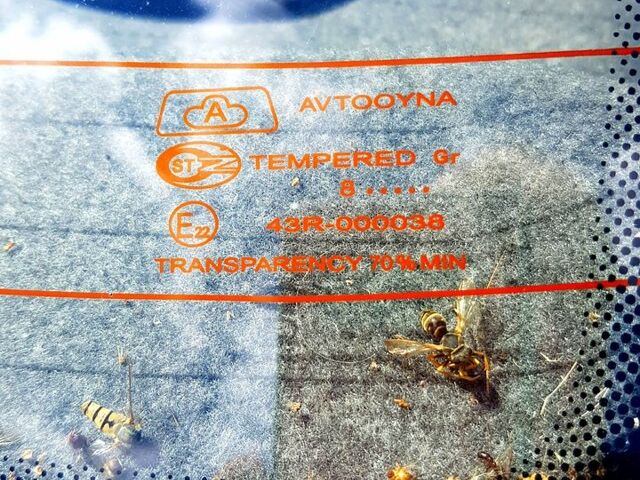 A AVTOOYNA
ST TEMPERED Gr
8 .....
E22 43R-000038
TRANSPARENCY 70% MIN